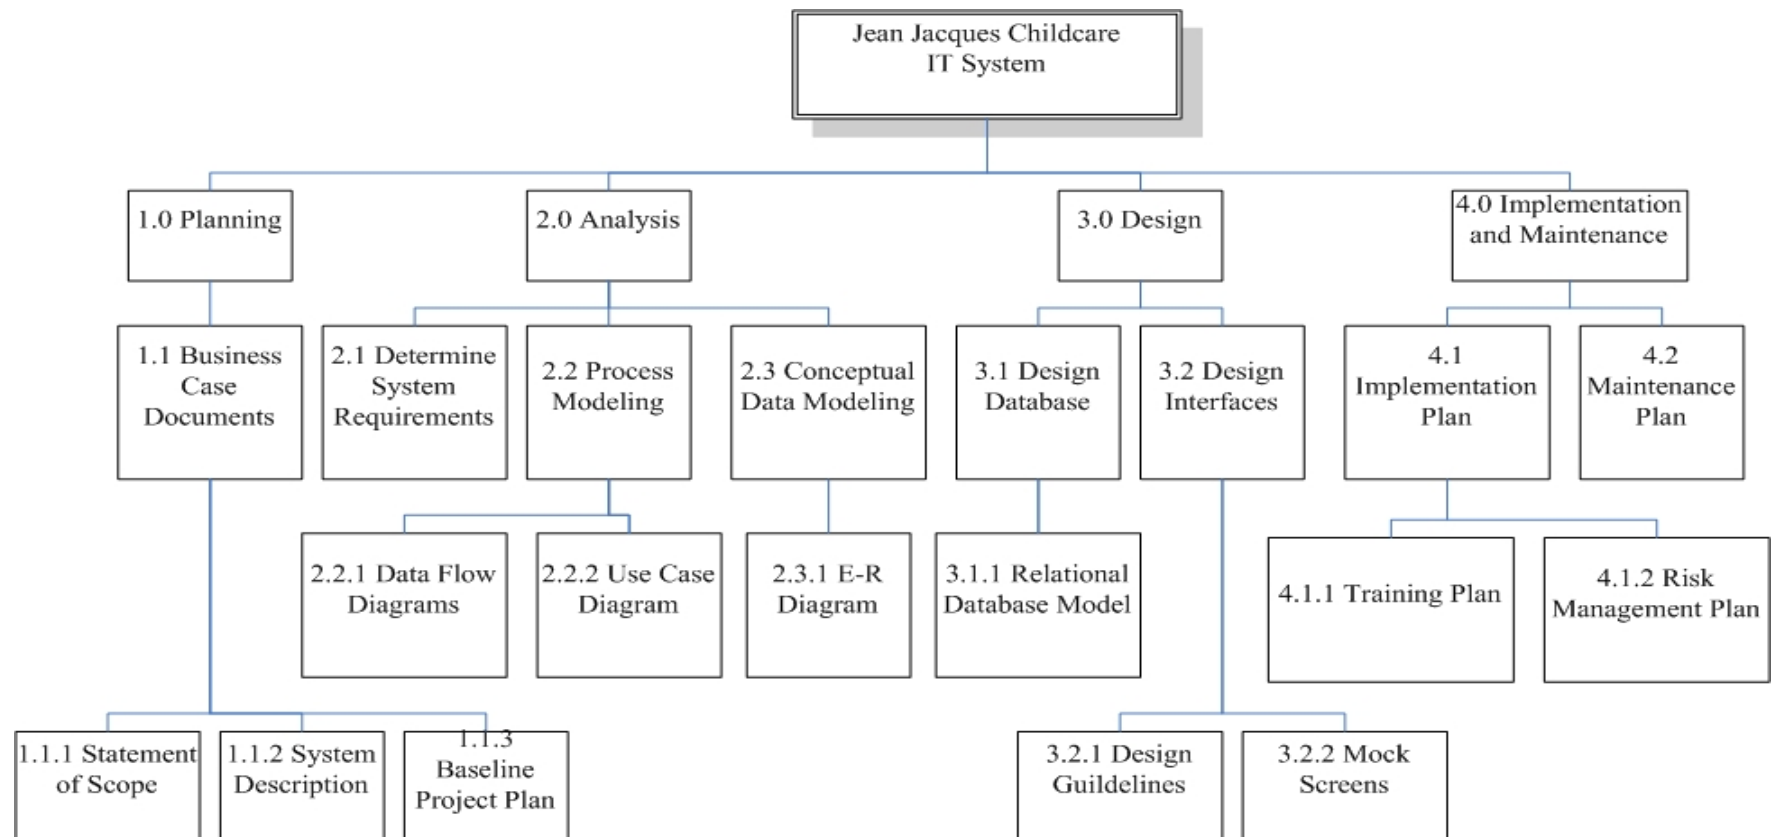 Jean Jacques Childcare
IT System
1.0 Planning
2.0 Analysis
3.0 Design
4.0 Implementation
and Maintenance
1.1 Business
Case
Documents
2.1 Determine
System
Requirements
2.2 Process
Modeling
2.3 Conceptual
Data Modeling
3.1 Design
Database
3.2 Design
Interfaces
4.1
Implementation
Plan
4.2
Maintenance
Plan
2.2.1 Data Flow
Diagrams
2.2.2 Use Case
Diagram
2.3.1 E-R
Diagram
3.1.1 Relational
Database Model
4.1.1 Training Plan
4.1.2 Risk
Management Plan
1.1.1 Statement
of Scope
1.1.2 System
Description
1.1.3
Baseline
Project Plan
3.2.1 Design
Guildelines
3.2.2 Mock
Screens